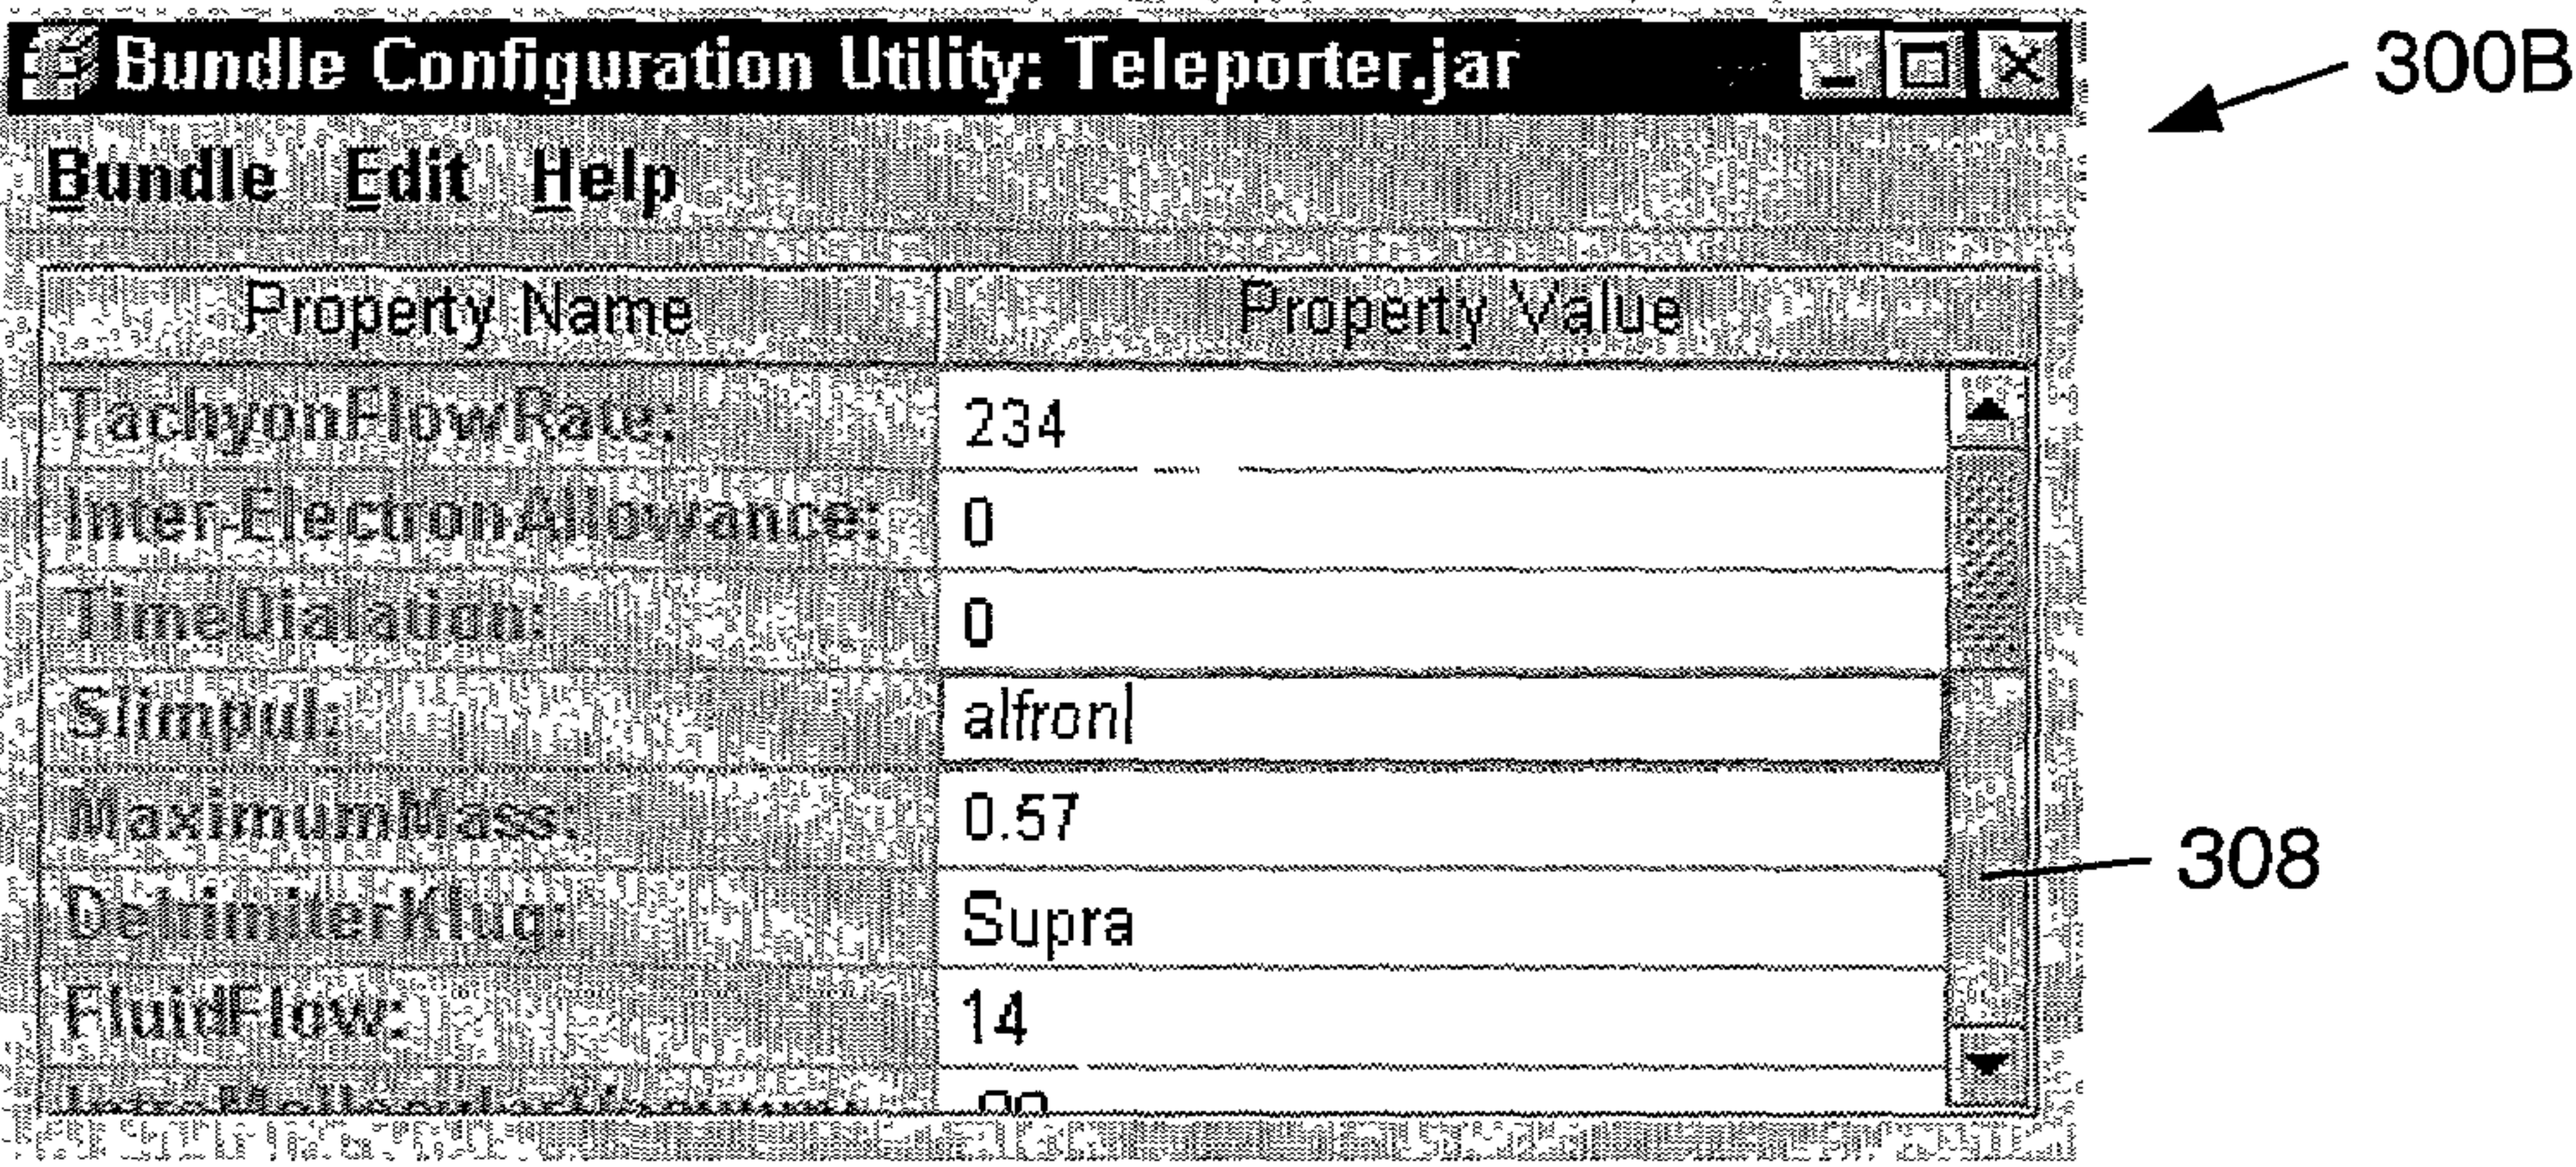 Bundle Configuration Utility: Teleporter.jar
300B
Bundle Edit Help
Property Name Property Value
TachyonFlowRate: 234
Inter-ElectronAllowance: 0
TimeDialation: 0
Slimpul: alfron
MaximumMass: 0.57
308
DetrimiterKlug: Supra
FluidFlow: 14